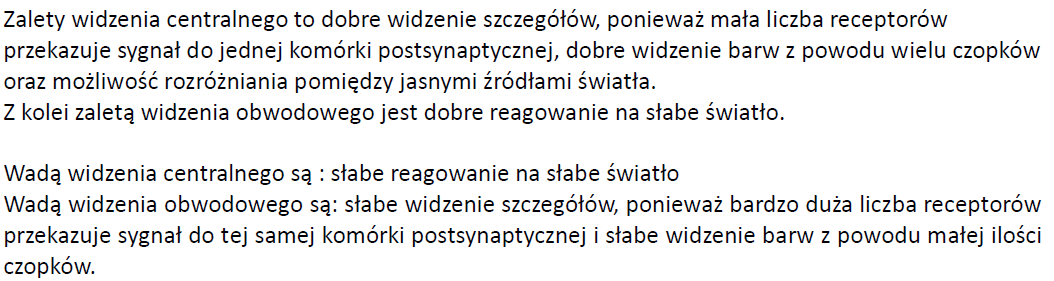 Zalety widzenia centralnego to dobre widzenie szczegółów, ponieważ mała liczba receptorów
przekazuje sygnał do jednej komórki postsynaptycznej, dobre widzenie barw z powodu wielu czopków
oraz możliwość rozróżniania pomiędzy jasnymi źródłami światła.
Z kolei zaletą widzenia obwodowego jest dobre reagowanie na słabe światło.

Wadą widzenia centralnego są : słabe reagowanie na słabe światło
Wadą widzenia obwodowego są: słabe widzenie szczegółów, ponieważ bardzo duża liczba receptorów
przekazuje sygnał do tej samej komórki postsynaptycznej i słabe widzenie barw z powodu małej ilości
czopków.